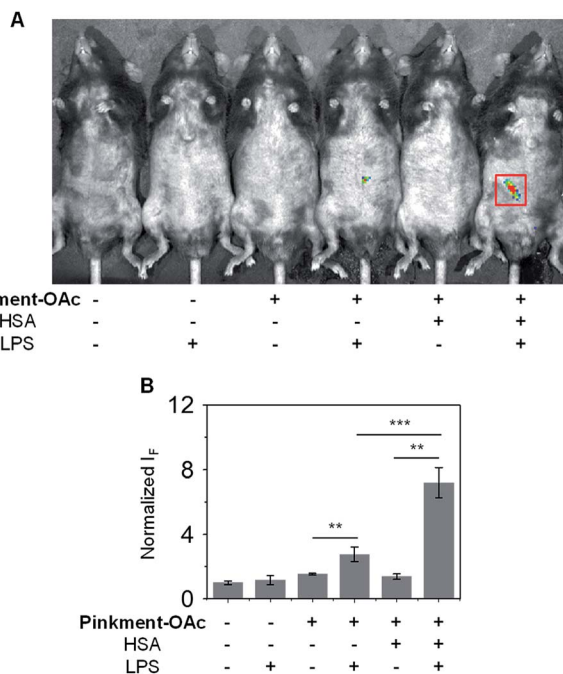 A
ment-OAc - - + + + +
HSA - - - - + +
LPS - + - + - +
B
12
***
**
8
Normalized IF
**
4
0
Pinkment-OAc - - + + + +
HSA - - - - + +
LPS - + - + - +